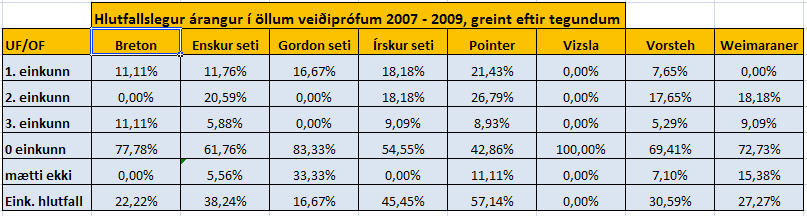 Hlutfallslegur árangur í öllum veiðiprófum 2007 - 2009, greint eftir tegundum
UF/OF Breton Enskur seti Gordon seti Írskur seti Pointer Vizsla Vorsteh Weimaraner
1. einkunn 11,11% 11,76% 16,67% 18,18% 21,43% 0,00% 7,65% 0,00%
2. einkunn 0,00% 20,59% 0,00% 18,18% 26,79% 0,00% 17,65% 18,18%
3. einkunn 11,11% 5,88% 0,00% 9,09% 8,93% 0,00% 5,29% 9,09%
0 einkunn 77,78% 61,76% 83,33% 54,55% 42,86% 100,00% 69,41% 72,73%
mætti ekki 0,00% 5,56% 33,33% 0,00% 11,11% 0,00% 7,10% 15,38%
Eink. hlutfall 22,22% 38,24% 16,67% 45,45% 57,14% 0,00% 30,59% 27,27%